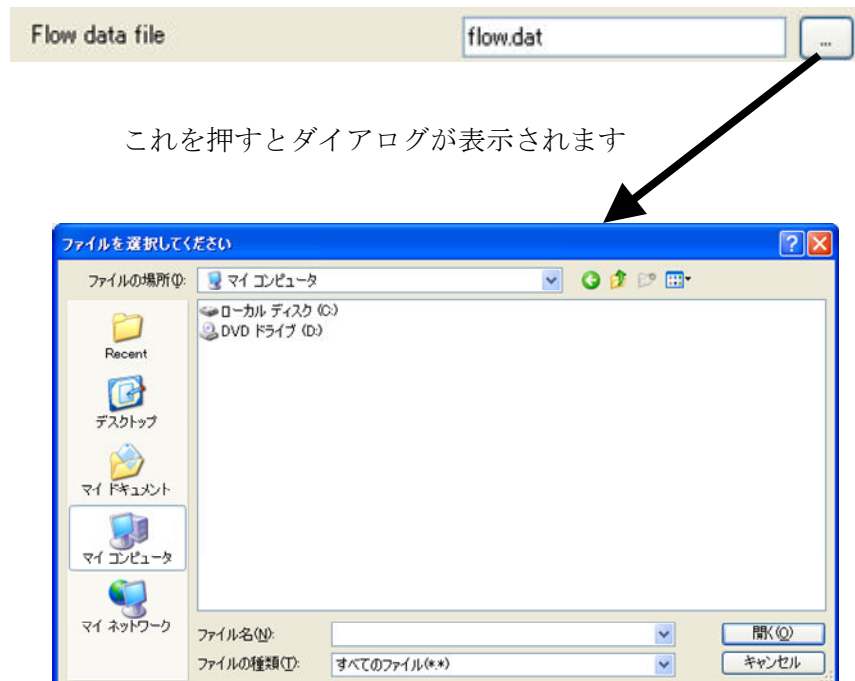 Flow data file
flow.dat
...
これを押すとダイアログが表示されます
ファイルを選択してください
ファイルの場所(I):
マイ コンピュータ
ローカル ディスク (C:)
DVD ドライブ (D:)
Recent
デスクトップ
マイ ドキュメント
マイ コンピュータ
マイ ネットワーク
ファイル名(N):
開く(O)
ファイルの種類(T):
すべてのファイル(*.*)
キャンセル